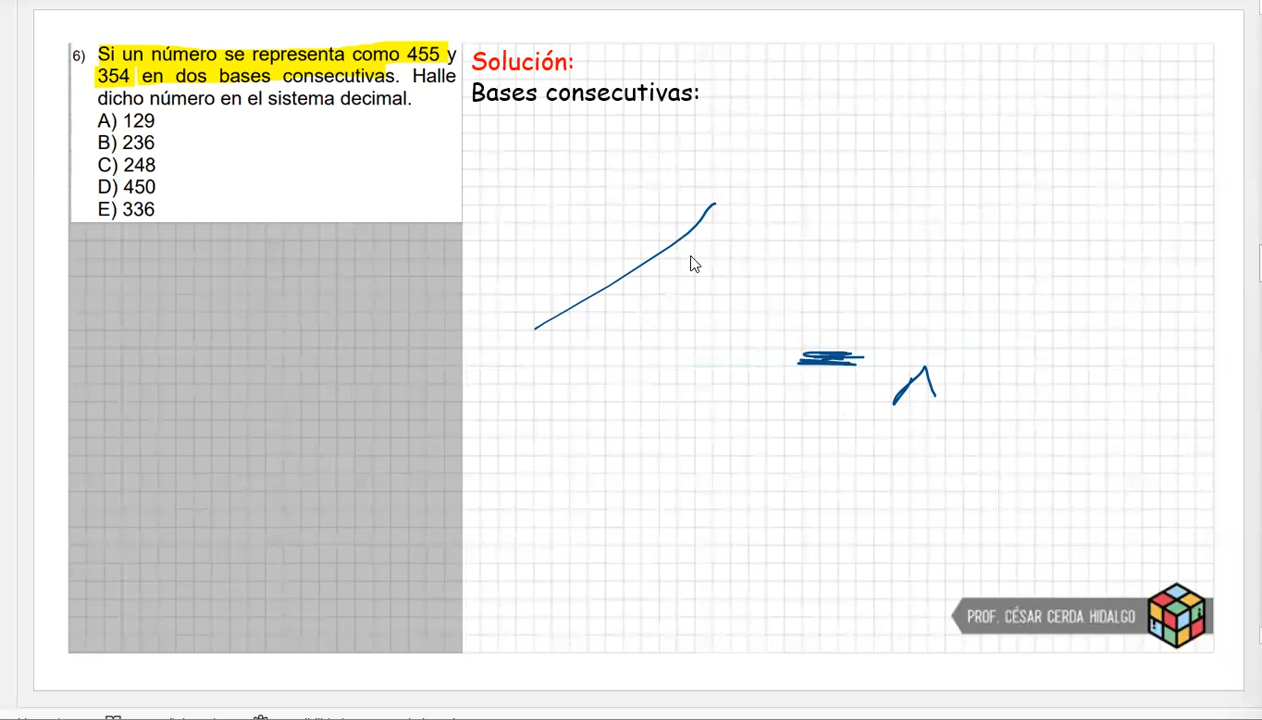 6) Si un número se representa como 455 y
354 en dos bases consecutivas. Halle
dicho número en el sistema decimal.
A) 129
B) 236
C) 248
D) 450
E) 336
Solución:
Bases consecutivas:
PROF. CÉSAR CERDA HIDALGO